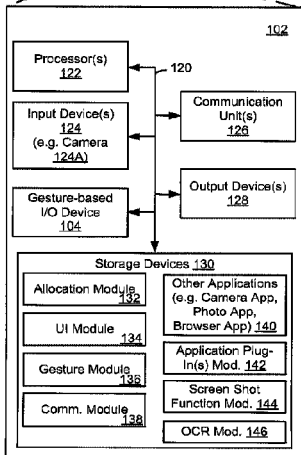 102
Processor(s)
122
120
Input Device(s)
124
(e.g. Camera
124A)
Communication
Unit(s)
126
Gesture-based
I/O Device
104
Output Device(s)
128
Storage Devices 130
Allocation Module
132
UI Module
134
Gesture Module
136
Comm. Module
138
Other Applications
(e.g. Camera App,
Photo App,
Browser App) 140
Application Plug-
In(s) Mod. 142
Screen Shot
Function Mod. 144
OCR Mod. 146